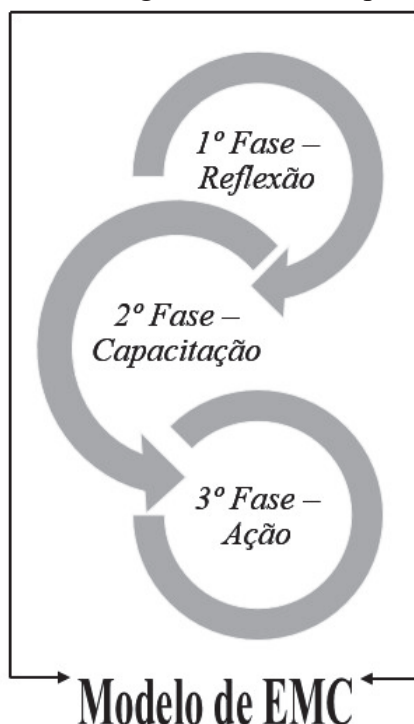 1º Fase –
Reflexão
2º Fase –
Capacitação
3º Fase –
Ação
Modelo de EMC